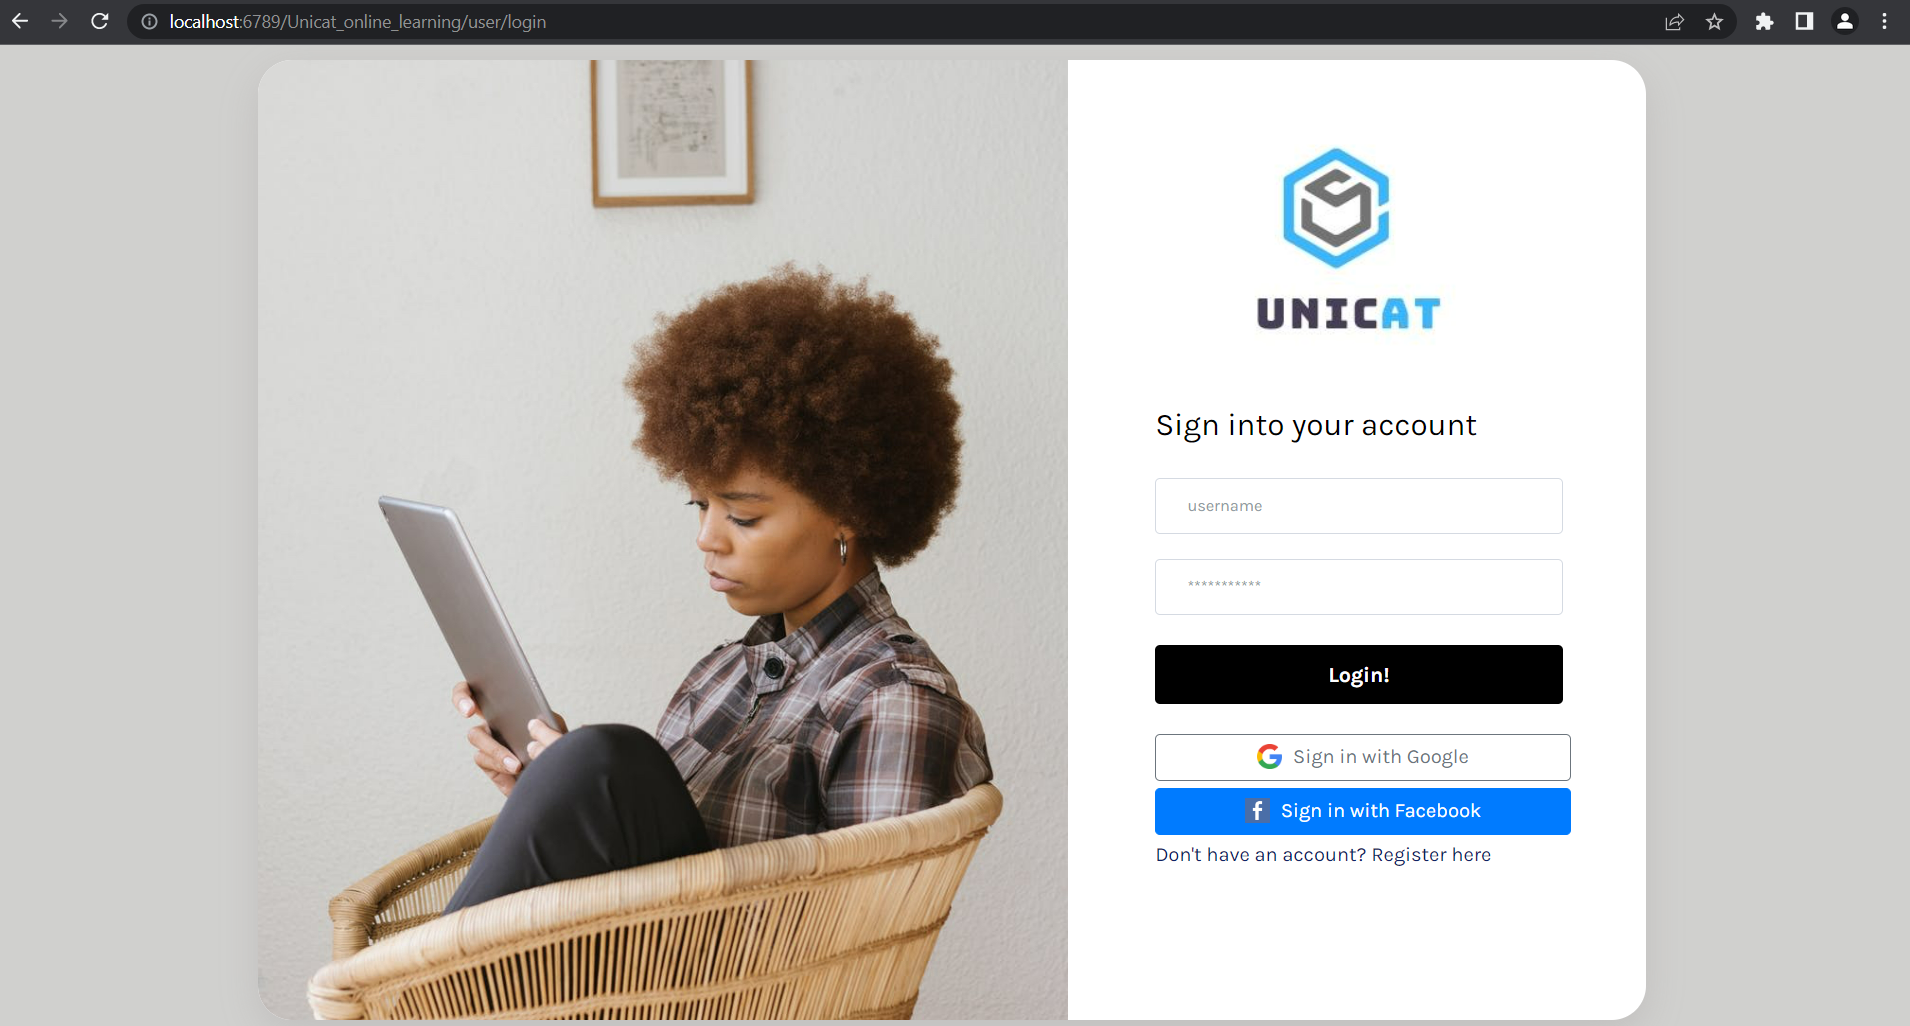 localhost:6789/Unicat_online_learning/user/login
UNICAT
Sign into your account
username
***********
Login!
Sign in with Google
f Sign in with Facebook
Don't have an account? Register here